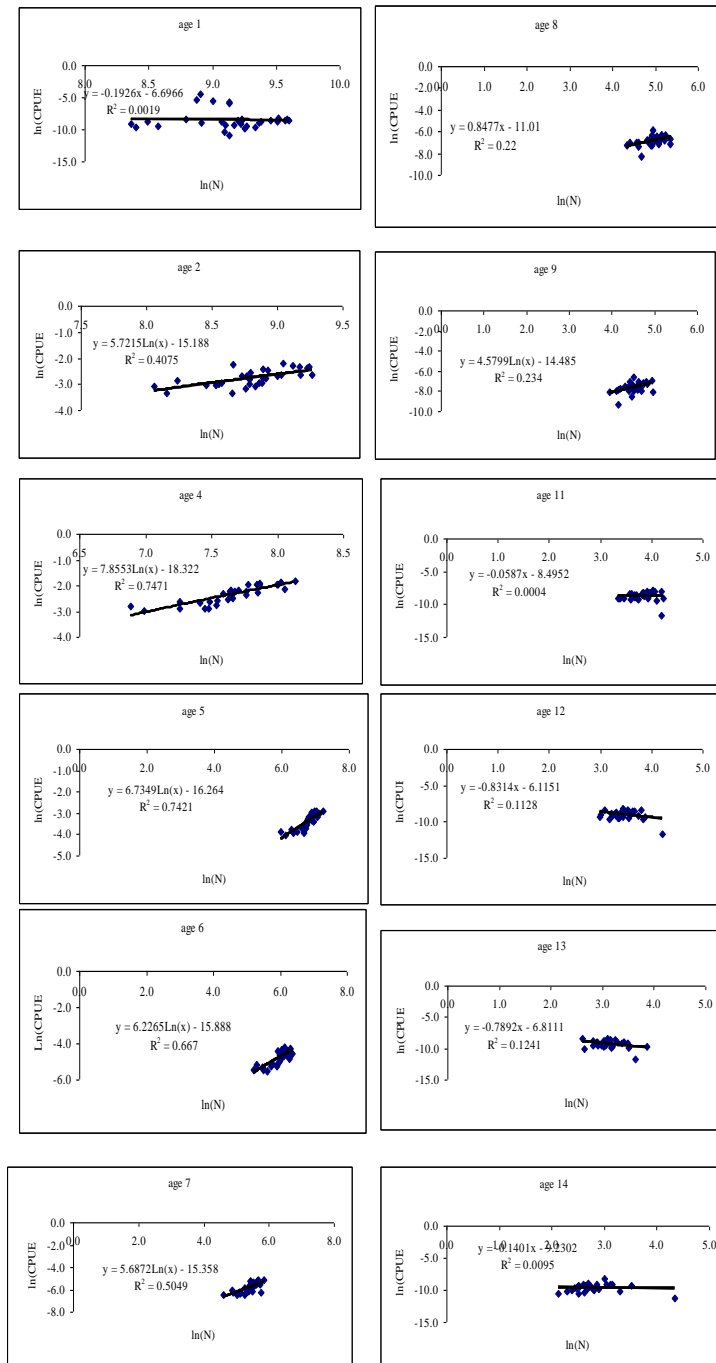 age 1
8.0 8.5 9.0 9.5 10.0
0.0
-5.0
-10.0
-15.0
y = -0.1926x - 6.6966
R² = 0.0019
ln(CPUE
ln(N)
age 8
0.0 1.0 2.0 3.0 4.0 5.0 6.0
0.0
-2.0
-4.0
-6.0
-8.0
-10.0
y = 0.8477x - 11.01
R² = 0.22
ln(CPUE)
ln(N)
age 2
7.5 8.0 8.5 9.0 9.5
0.0
-1.0
-2.0
-3.0
-4.0
y = 5.7215Ln(x) - 15.188
R² = 0.4075
ln(CPUE
ln(N)
age 9
0.0 1.0 2.0 3.0 4.0 5.0 6.0
0.0
-2.0
-4.0
-6.0
-8.0
-10.0
y = 4.5799Ln(x) - 14.485
R² = 0.234
ln(CPUE
ln(N)
age 4
6.5 7.0 7.5 8.0 8.5
0.0
-1.0
-2.0
-3.0
-4.0
y = 7.8553Ln(x) - 18.322
R² = 0.7471
ln(CPUE
ln(N)
age 11
0.0 1.0 2.0 3.0 4.0 5.0
0.0
-5.0
-10.0
-15.0
y = -0.0587x - 8.4952
R² = 0.0004
ln(CPUE
ln(N)
age 5
0.0 2.0 4.0 6.0 8.0
0.0
-1.0
-2.0
-3.0
-4.0
-5.0
y = 6.7349Ln(x) - 16.264
R² = 0.7421
ln(CPUE
ln(N)
age 12
0.0 1.0 2.0 3.0 4.0 5.0
0.0
-5.0
-10.0
-15.0
y = -0.8314x - 6.1151
R² = 0.1128
ln(CPUI
ln(N)
age 6
0.0 2.0 4.0 6.0 8.0
0.0
-2.0
-4.0
-6.0
y = 6.2265Ln(x) - 15.888
R² = 0.667
Ln(CPUE
ln(N)
age 13
0.0 1.0 2.0 3.0 4.0 5.0
0.0
-5.0
-10.0
-15.0
y = -0.7892x - 6.8111
R² = 0.1241
ln(CPUE
ln(N)
age 7
0.0 2.0 4.0 6.0 8.0
0.0
-2.0
-4.0
-6.0
-8.0
y = 5.6872Ln(x) - 15.358
R² = 0.5049
ln(CPUE
ln(N)
age 14
0.0 1.0 2.0 3.0 4.0 5.0
0.0
-5.0
-10.0
-15.0
y = -0.1401x - 9.2302
R² = 0.0095
ln(CPUE
ln(N)